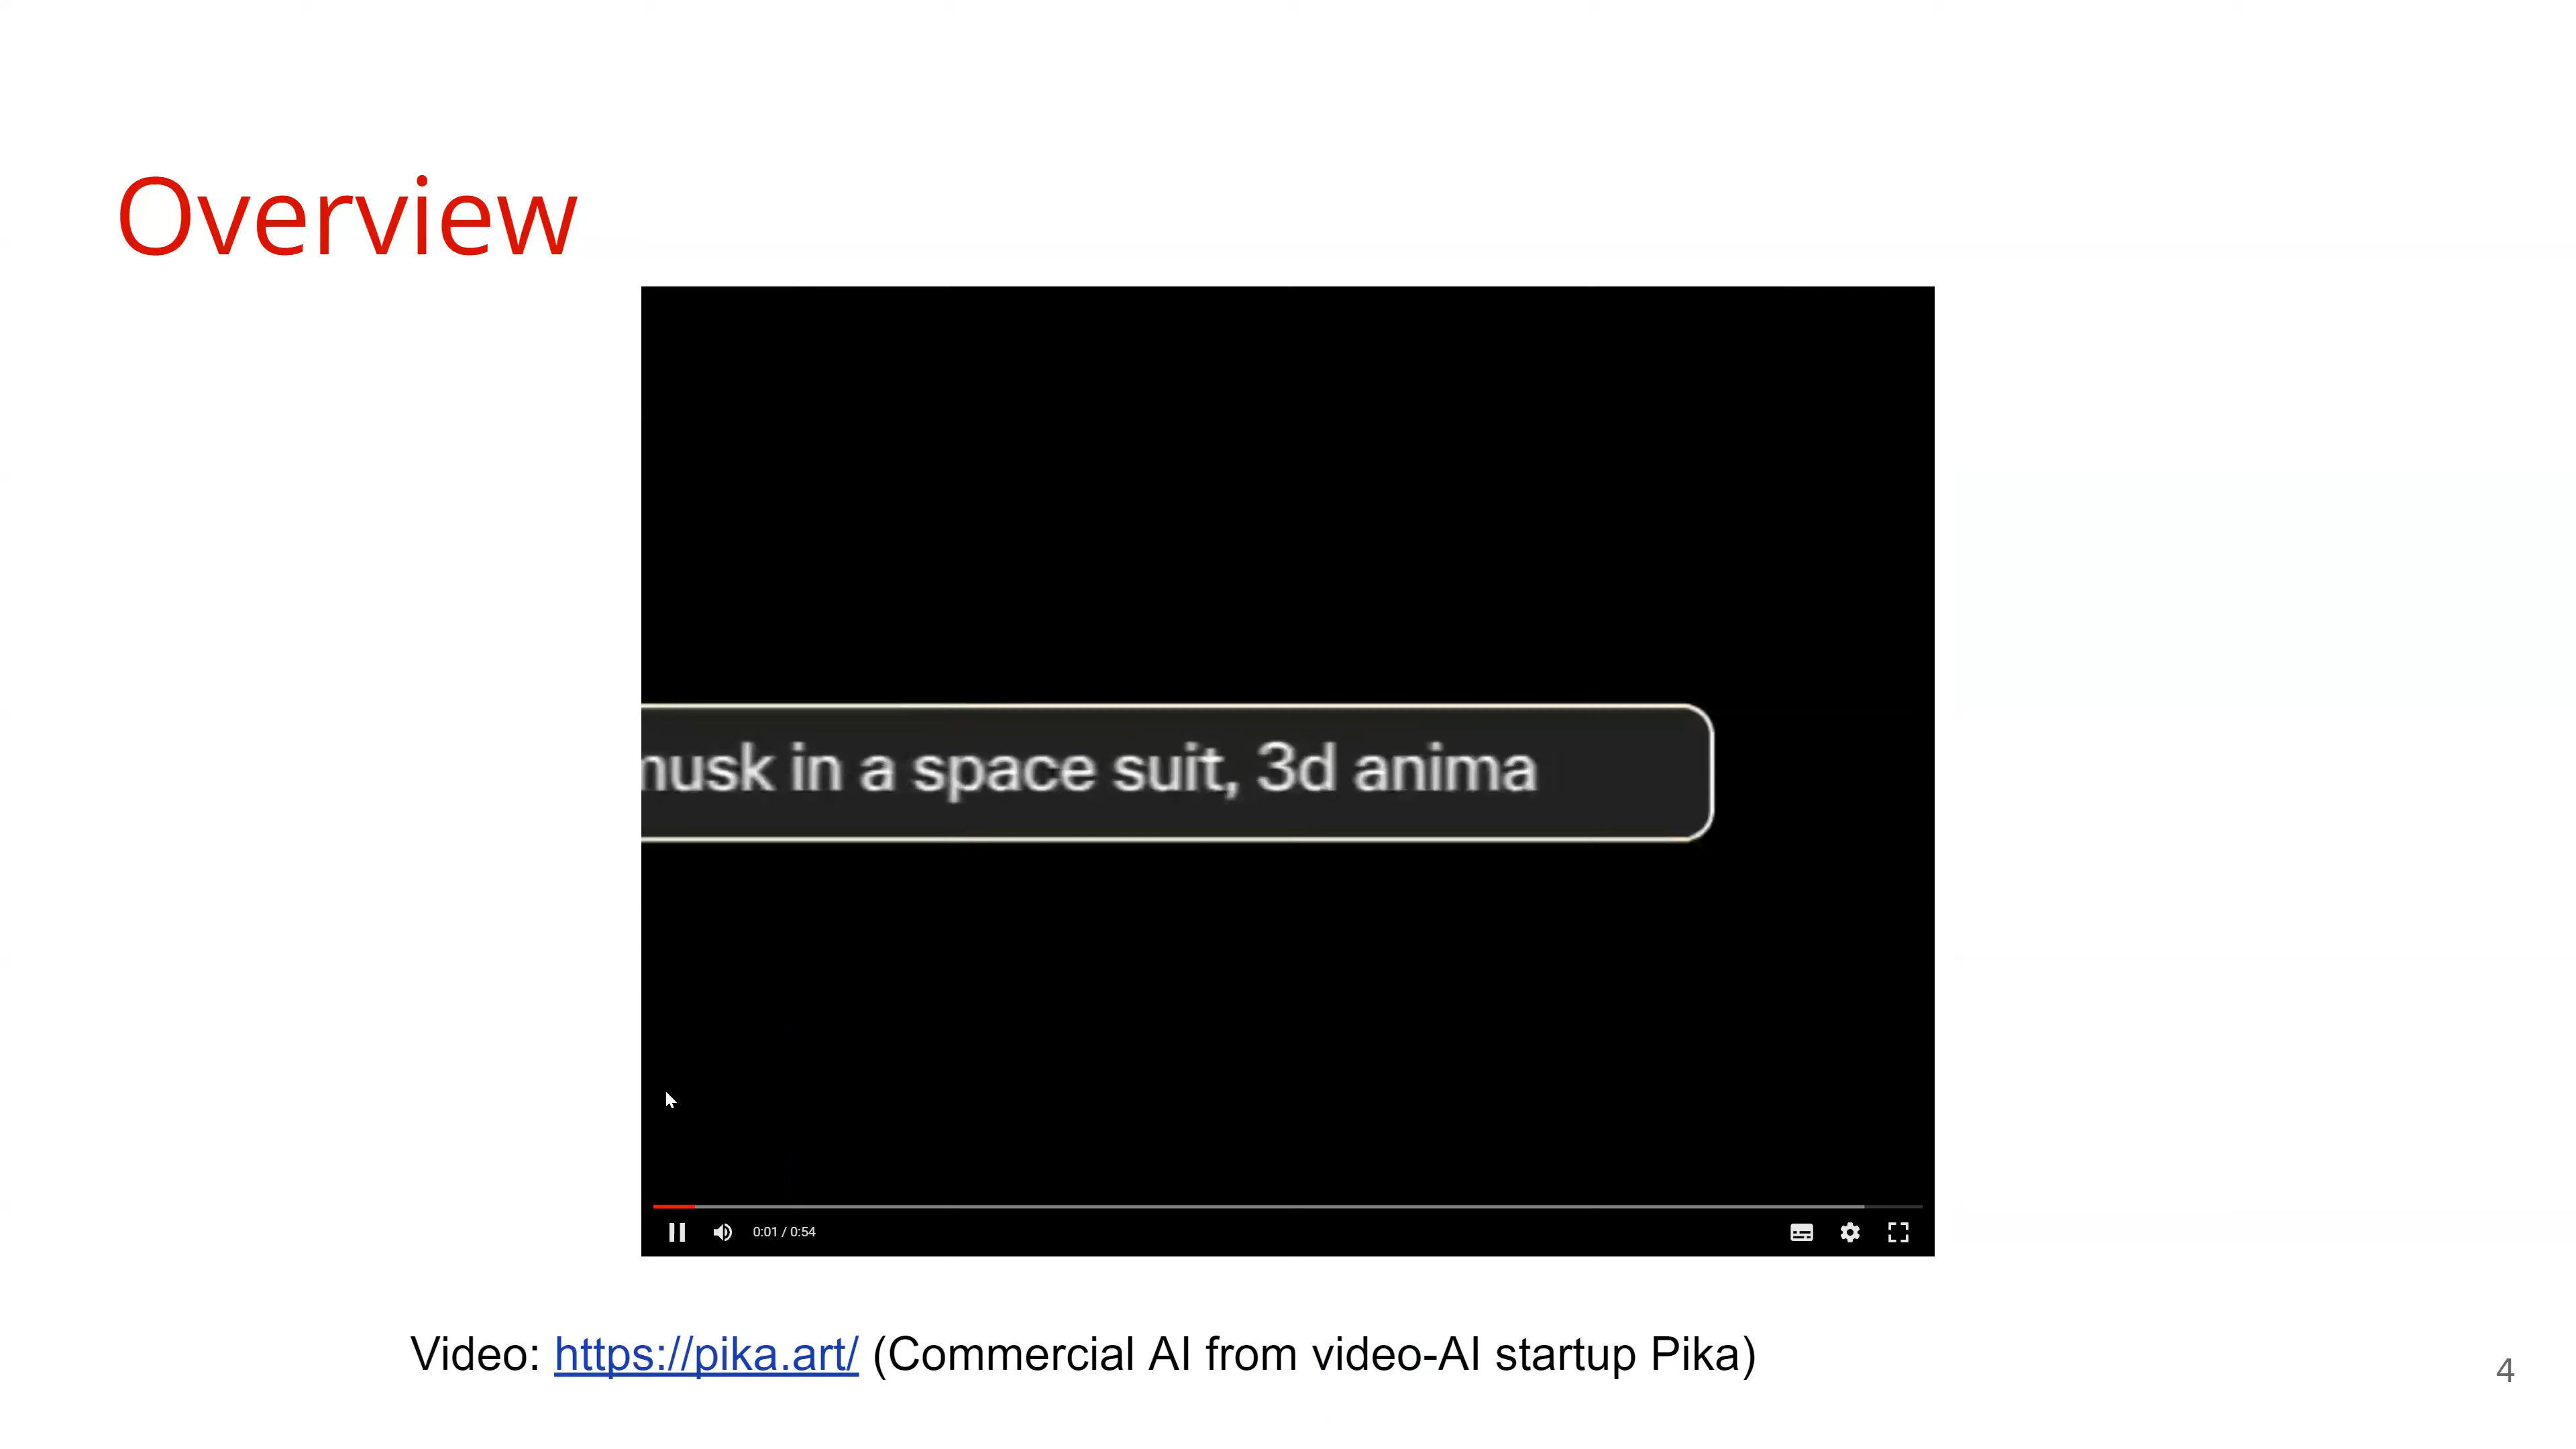 Overview
musk in a space suit, 3d anima
0:01 / 0:54
Video: https://pika.art/ (Commercial AI from video-AI startup Pika)
4